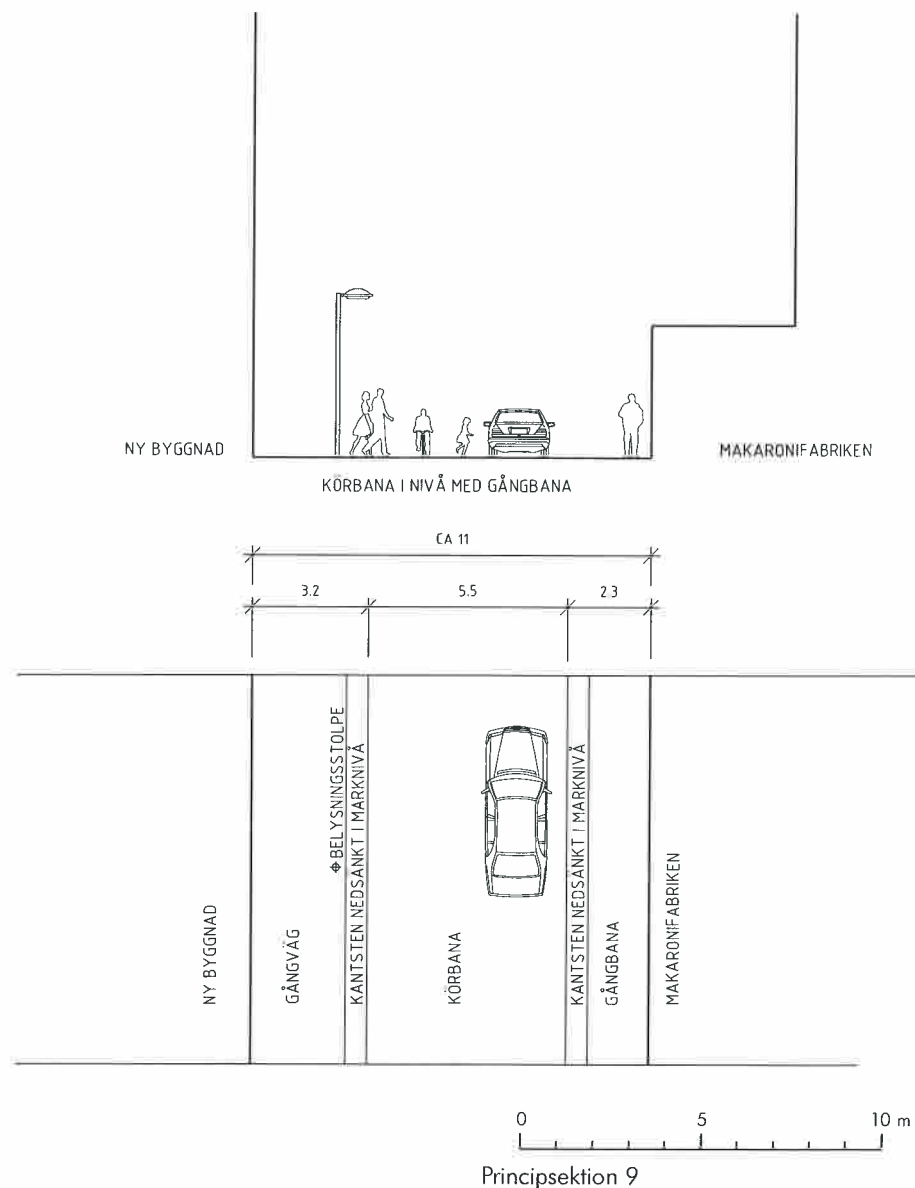 NY BYGGNAD
MAKARONIFABRIKEN
KÖRBANA I NIVÅ MED GÅNGBANA
CA 11
3.2
5.5
2.3
NY BYGGNAD
GÅNGVÄG
BELYSNINGSSTOLPE
KANTSTEN NEDSÄNKT I MARKNIVÅ
KÖRBANA
KANTSTEN NEDSÄNKT I MARKNIVÅ
GÅNGBANA
MAKARONIFABRIKEN
0 5 10 m
Principsektion 9